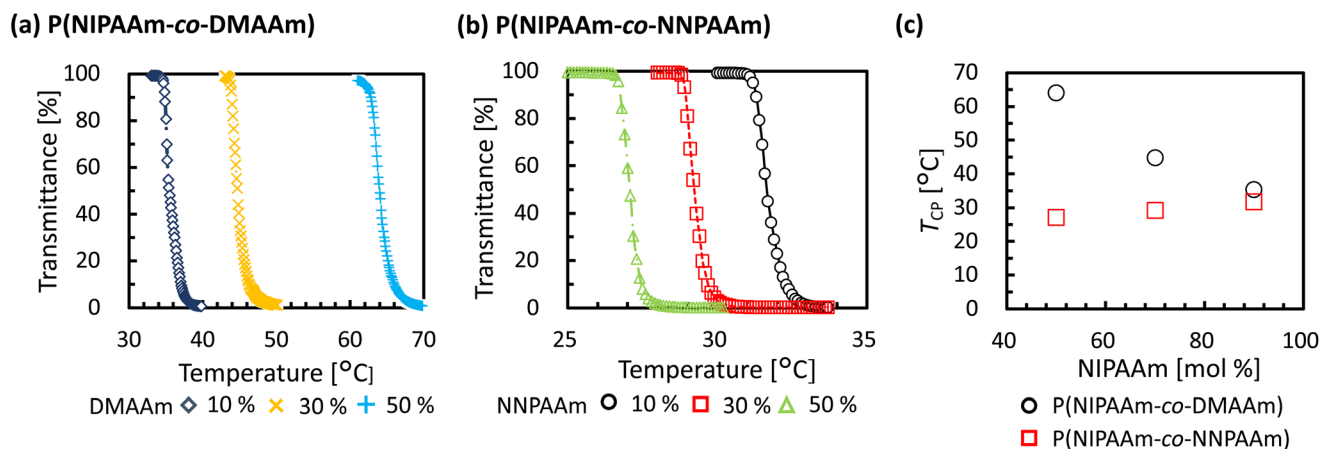 (a) P(NIPAAm-co-DMAAm)
100
80
60
40
20
0
Transmittance [%]
30 40 50 60 70
Temperature [°C]
DMAAm 10 % 30 % 50 %
(b) P(NIPAAm-co-NNPAAm)
100
80
60
40
20
0
Transmittance [%]
25 30 35
Temperature [°C]
NNPAAm 10 % 30 % 50 %
(c)
70
60
50
40
30
20
10
0
TCP [°C]
40 60 80 100
NIPAAm [mol %]
P(NIPAAm-co-DMAAm)
P(NIPAAm-co-NNPAAm)